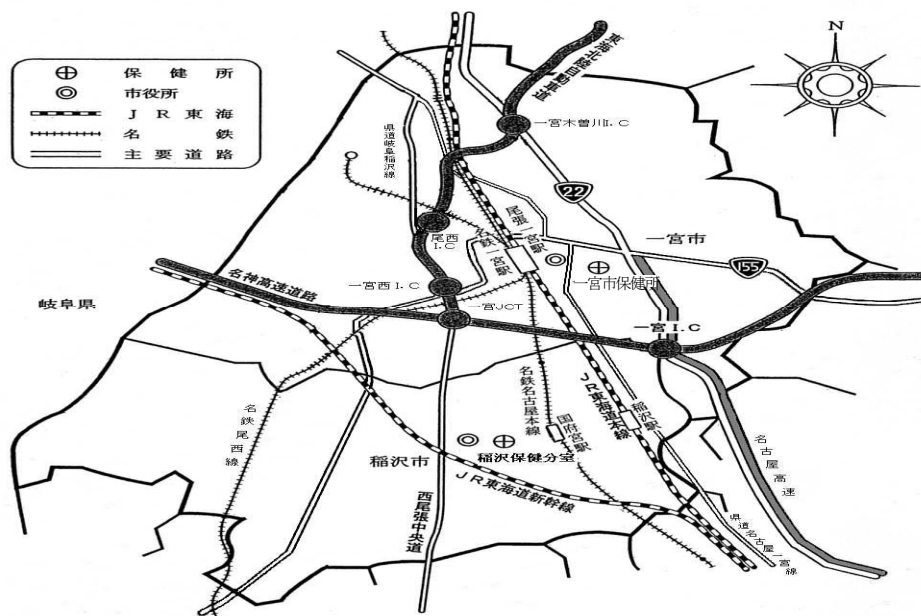 N
保健所
市役所
JR東海
名鉄
主要道路
東海北陸自動車道
一宮木曽川I.C
県道岐阜稲沢線
22
尾西
I.C
尾張一宮駅
名鉄一宮駅
一宮市
155
一宮市保健所
名神高速道路
一宮西I.C
岐阜県
一宮JCT
一宮I.C
名鉄尾西線
名鉄名古屋本線
国府宮駅
JR東海道本線
稲沢駅
名古屋高速
稲沢市
稲沢保健分室
JR東海道新幹線
西尾張中央道
県道名古屋一宮線